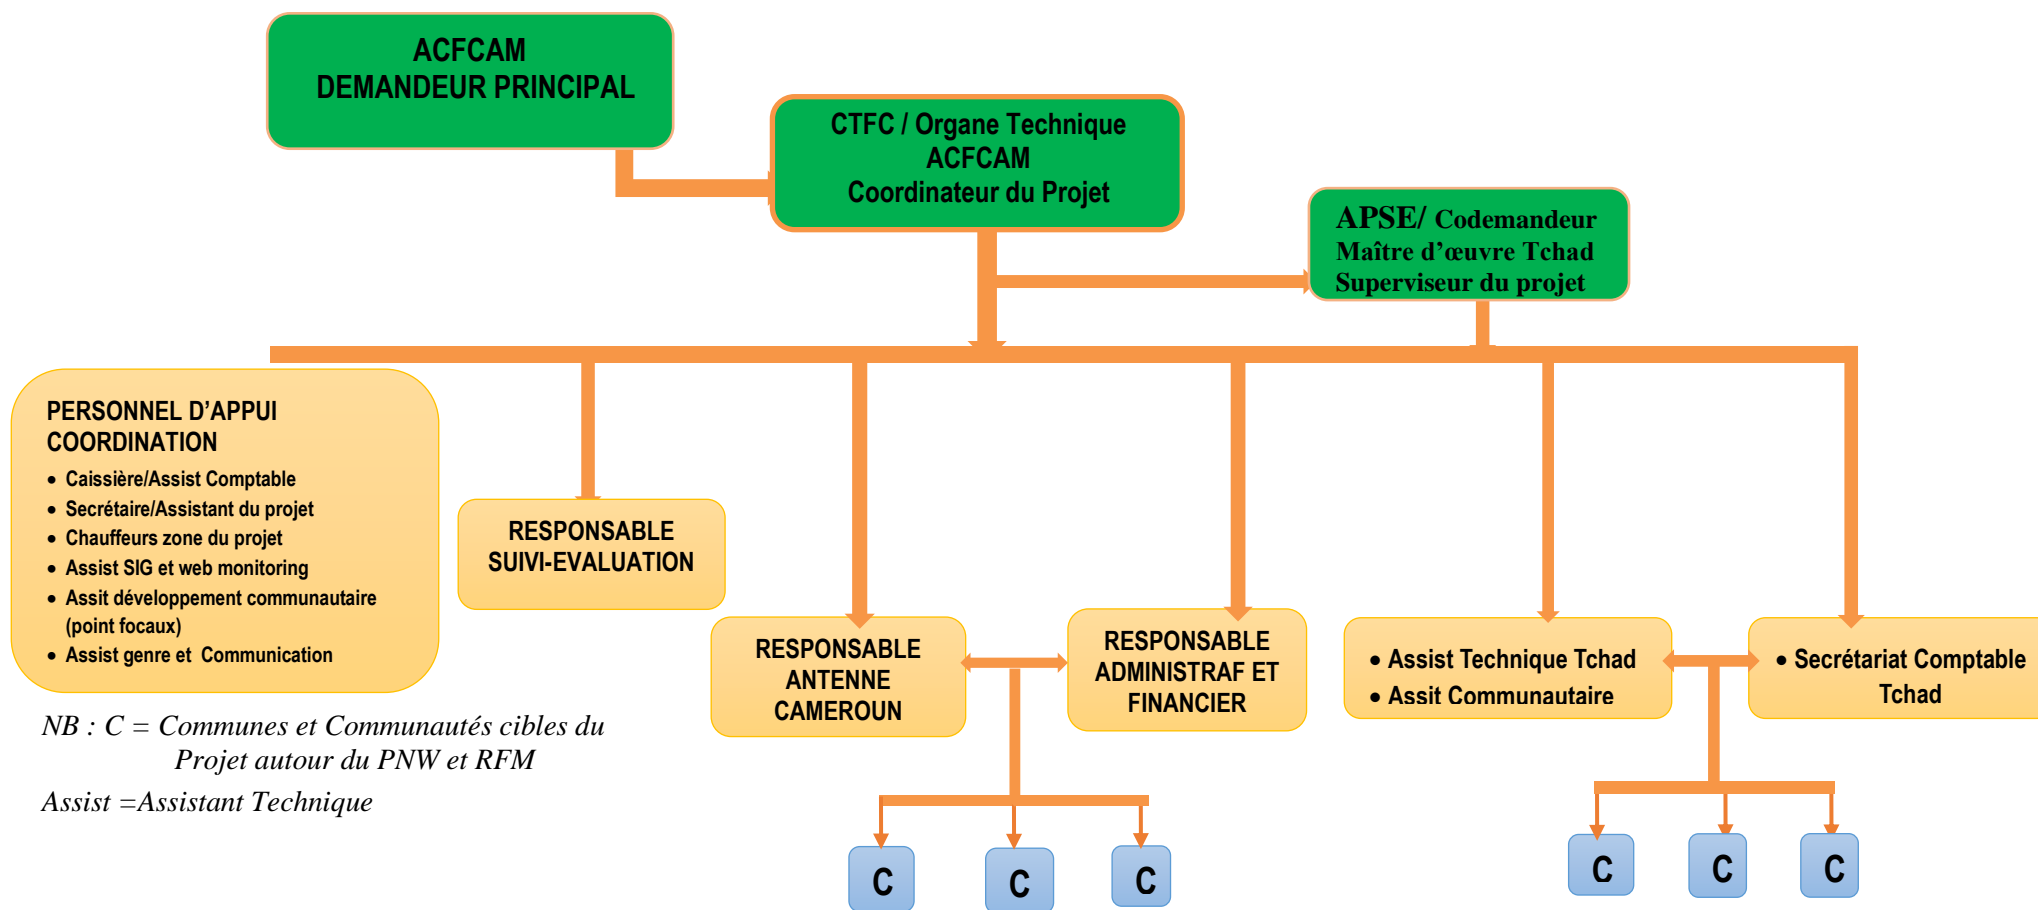 ACFCAM
DEMANDEUR PRINCIPAL
CTFC / Organe Technique
ACFCAM
Coordinateur du Projet
APSE/ Codemandeur
Maître d’œuvre Tchad
Superviseur du projet
PERSONNEL D’APPUI
COORDINATION
• Caissière/Assist Comptable
• Secrétaire/Assistant du projet
• Chauffeurs zone du projet
• Assist SIG et web monitoring
• Assit développement communautaire
(point focaux)
• Assist genre et Communication
RESPONSABLE
SUIVI-EVALUATION
RESPONSABLE
ANTENNE
CAMEROUN
RESPONSABLE
ADMINISTRAF ET
FINANCIER
• Assist Technique Tchad
• Assit Communautaire
• Secrétariat Comptable
Tchad
NB : C = Communes et Communautés cibles du
Projet autour du PNW et RFM
Assist =Assistant Technique
C
C
C
C
C
C